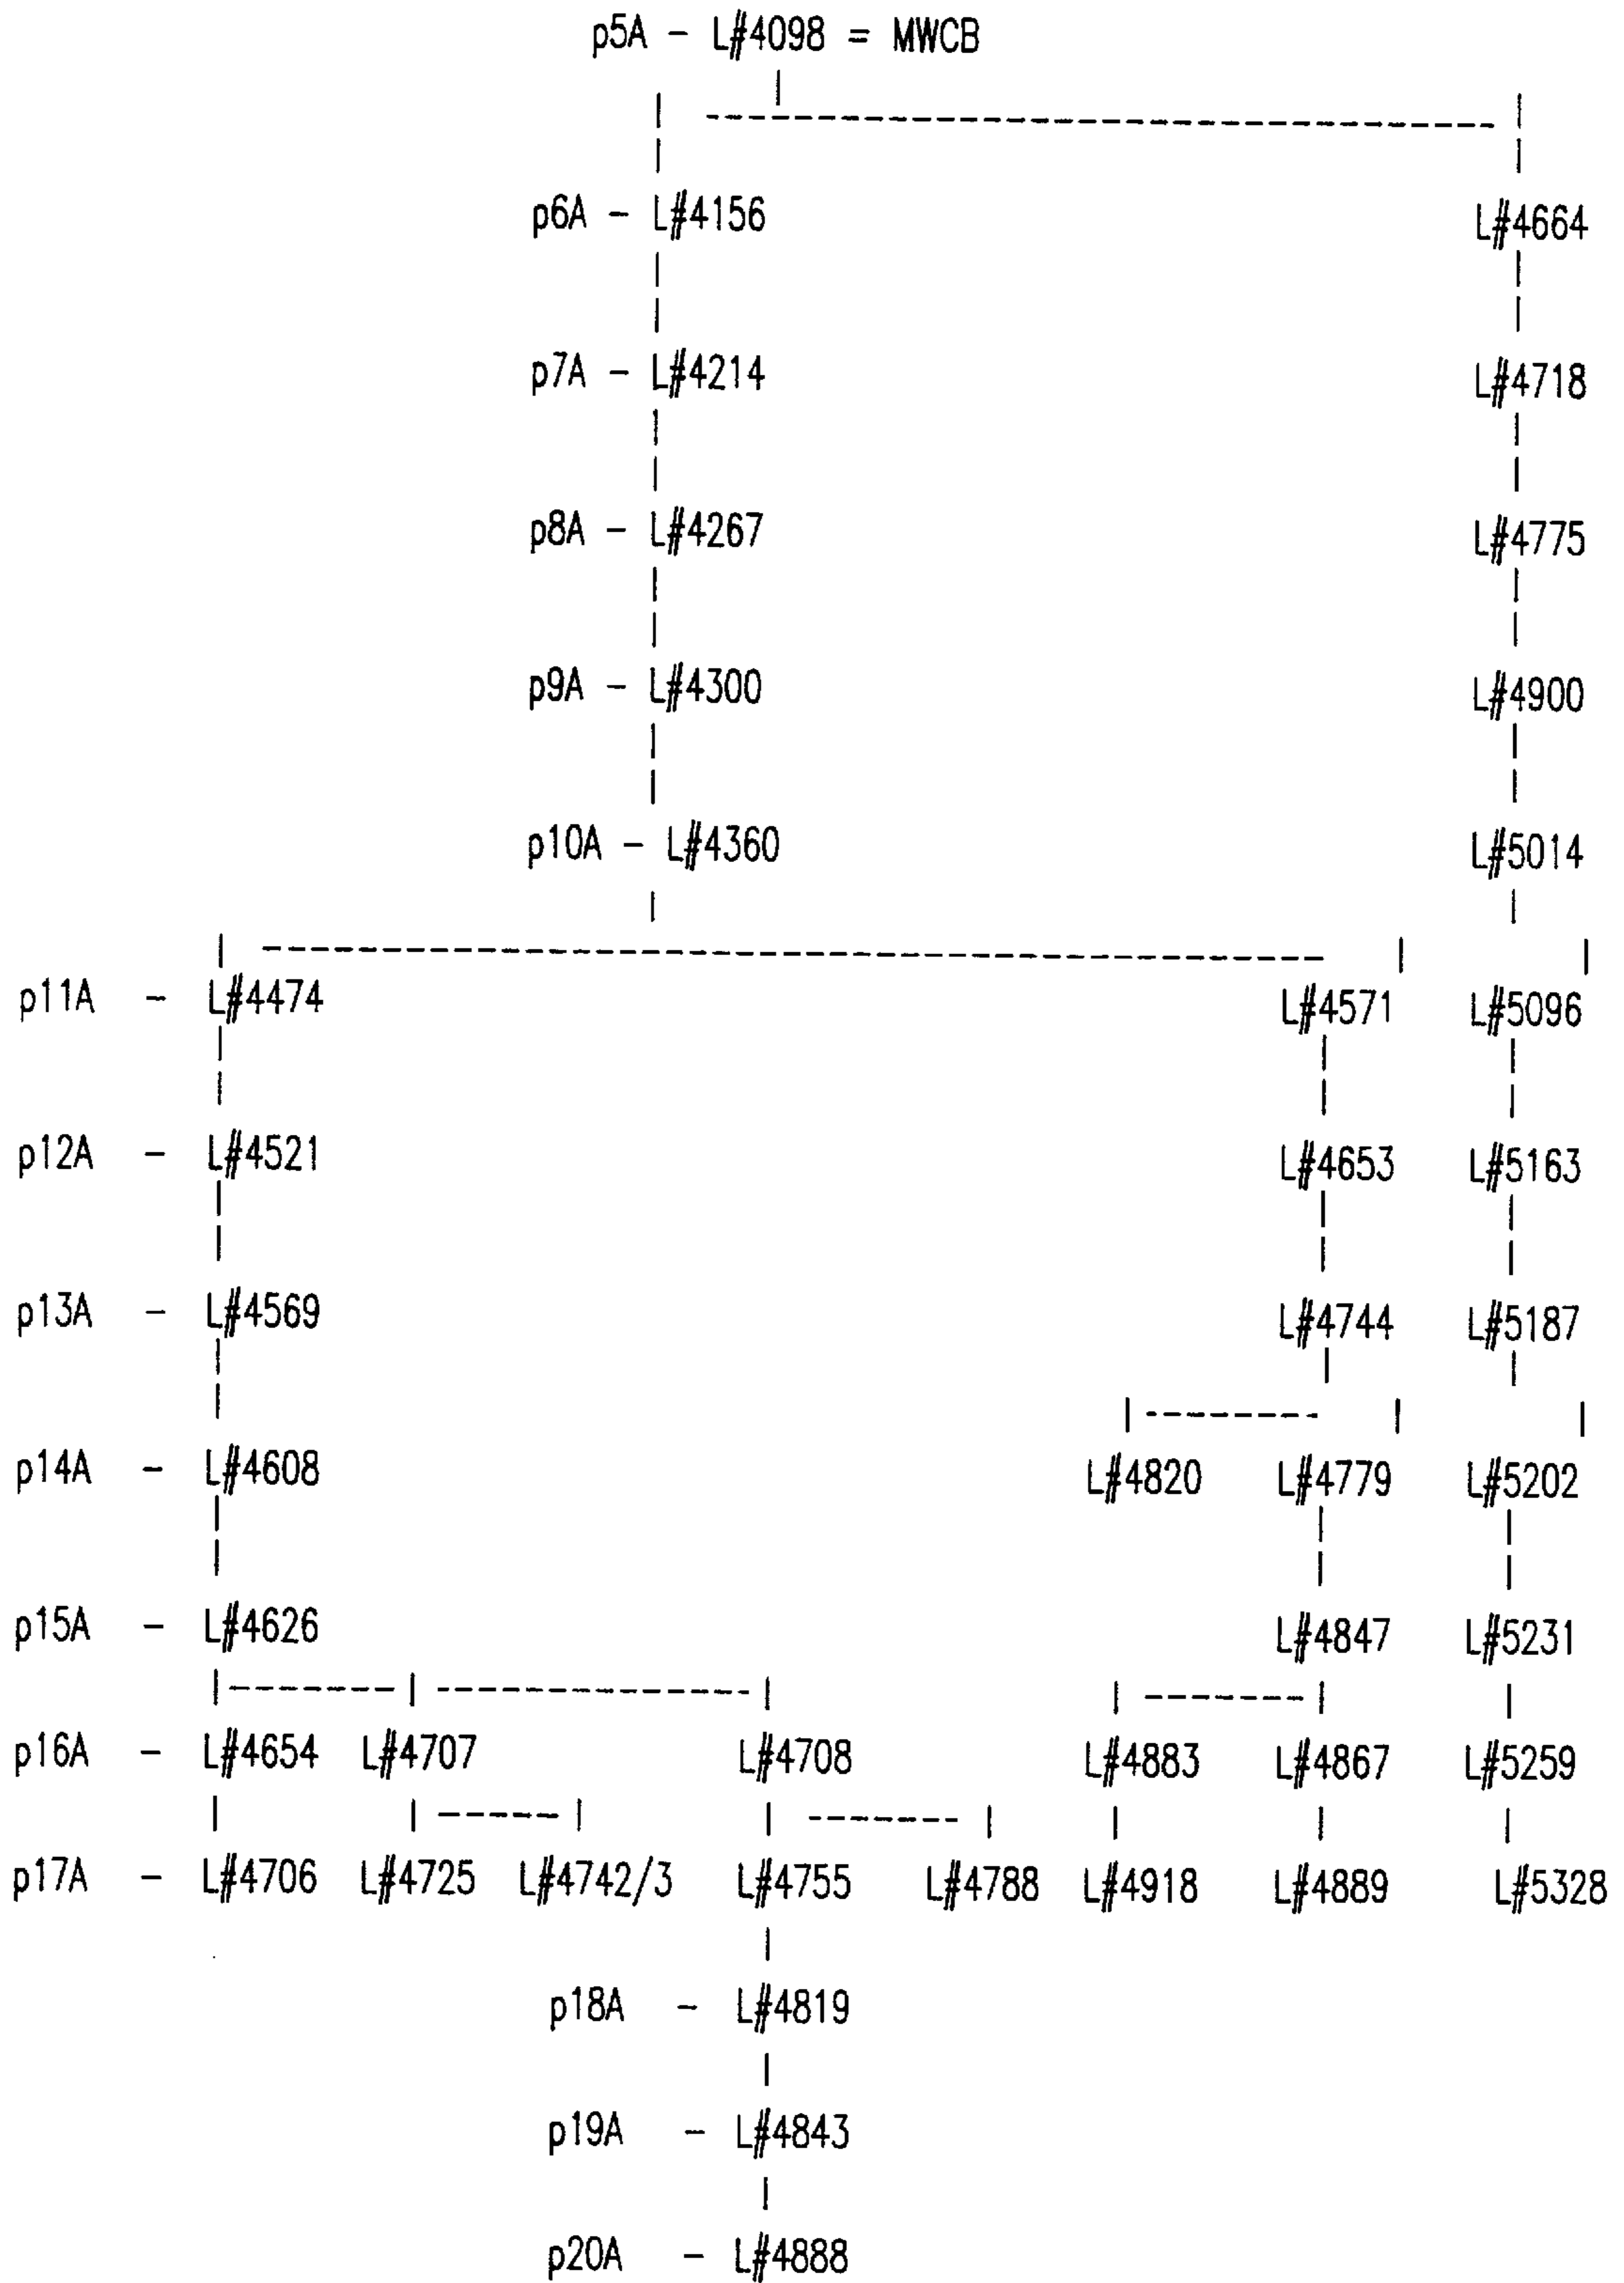 p5A - L#4098 = MWCB
p6A - L#4156 L#4664
p7A - L#4214 L#4718
p8A - L#4267 L#4775
p9A - L#4300 L#4900
p10A - L#4360 L#5014
p11A - L#4474 L#4571 L#5096
p12A - L#4521 L#4653 L#5163
p13A - L#4569 L#4744 L#5187
p14A - L#4608 L#4820 L#4779 L#5202
p15A - L#4626 L#4847 L#5231
p16A - L#4654 L#4707 L#4708 L#4883 L#4867 L#5259
p17A - L#4706 L#4725 L#4742/3 L#4755 L#4788 L#4918 L#4889 L#5328
p18A - L#4819
p19A - L#4843
p20A - L#4888